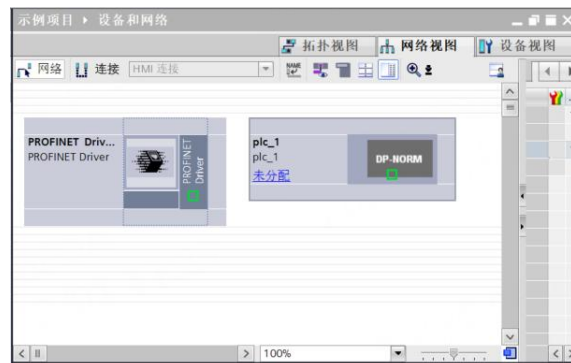 示例项目 ▸ 设备和网络
拓扑视图 网络视图 设备视图
网络 连接 HMI 连接
PROFINET Driv...
PROFINET Driver
PROFINET
Driver
plc_1
plc_1
未分配
DP-NORM
100%